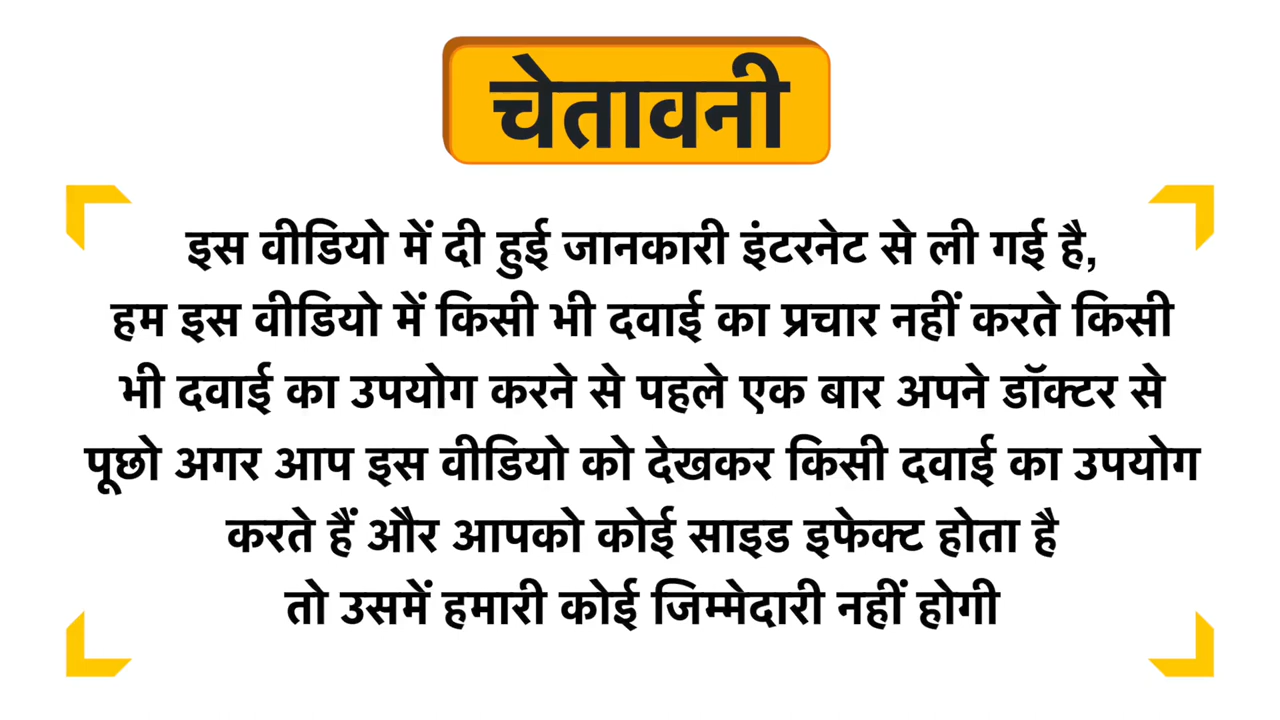 चेतावनी
इस वीडियो में दी हुई जानकारी इंटरनेट से ली गई है,
हम इस वीडियो में किसी भी दवाई का प्रचार नहीं करते किसी
भी दवाई का उपयोग करने से पहले एक बार अपने डॉक्टर से
पूछो अगर आप इस वीडियो को देखकर किसी दवाई का उपयोग
करते हैं और आपको कोई साइड इफेक्ट होता है
तो उसमें हमारी कोई जिम्मेदारी नहीं होगी